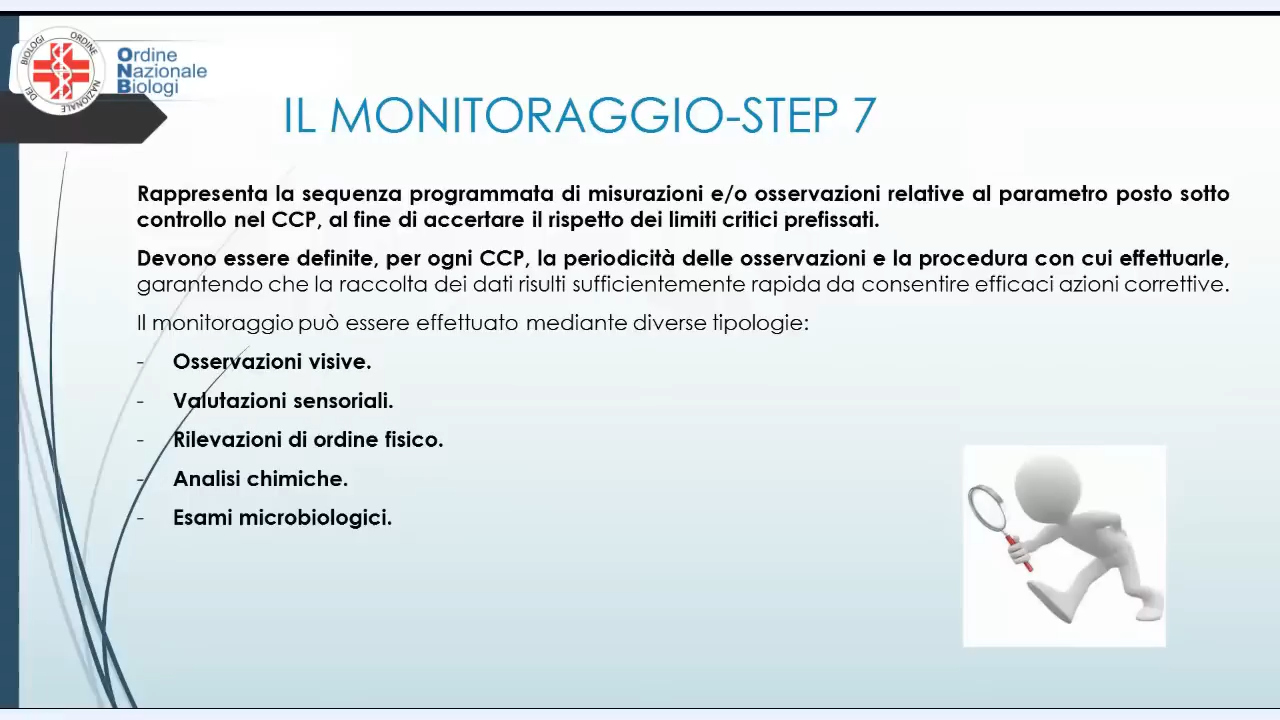 ORDINE NAZIONALE DEI BIOLOGI
Ordine
Nazionale
Biologi
IL MONITORAGGIO-STEP 7
Rappresenta la sequenza programmata di misurazioni e/o osservazioni relative al parametro posto sotto
controllo nel CCP, al fine di accertare il rispetto dei limiti critici prefissati.
Devono essere definite, per ogni CCP, la periodicità delle osservazioni e la procedura con cui effettuarle,
garantendo che la raccolta dei dati risulti sufficientemente rapida da consentire efficaci azioni correttive.
Il monitoraggio può essere effettuato mediante diverse tipologie:
- Osservazioni visive.
- Valutazioni sensoriali.
- Rilevazioni di ordine fisico.
- Analisi chimiche.
- Esami microbiologici.